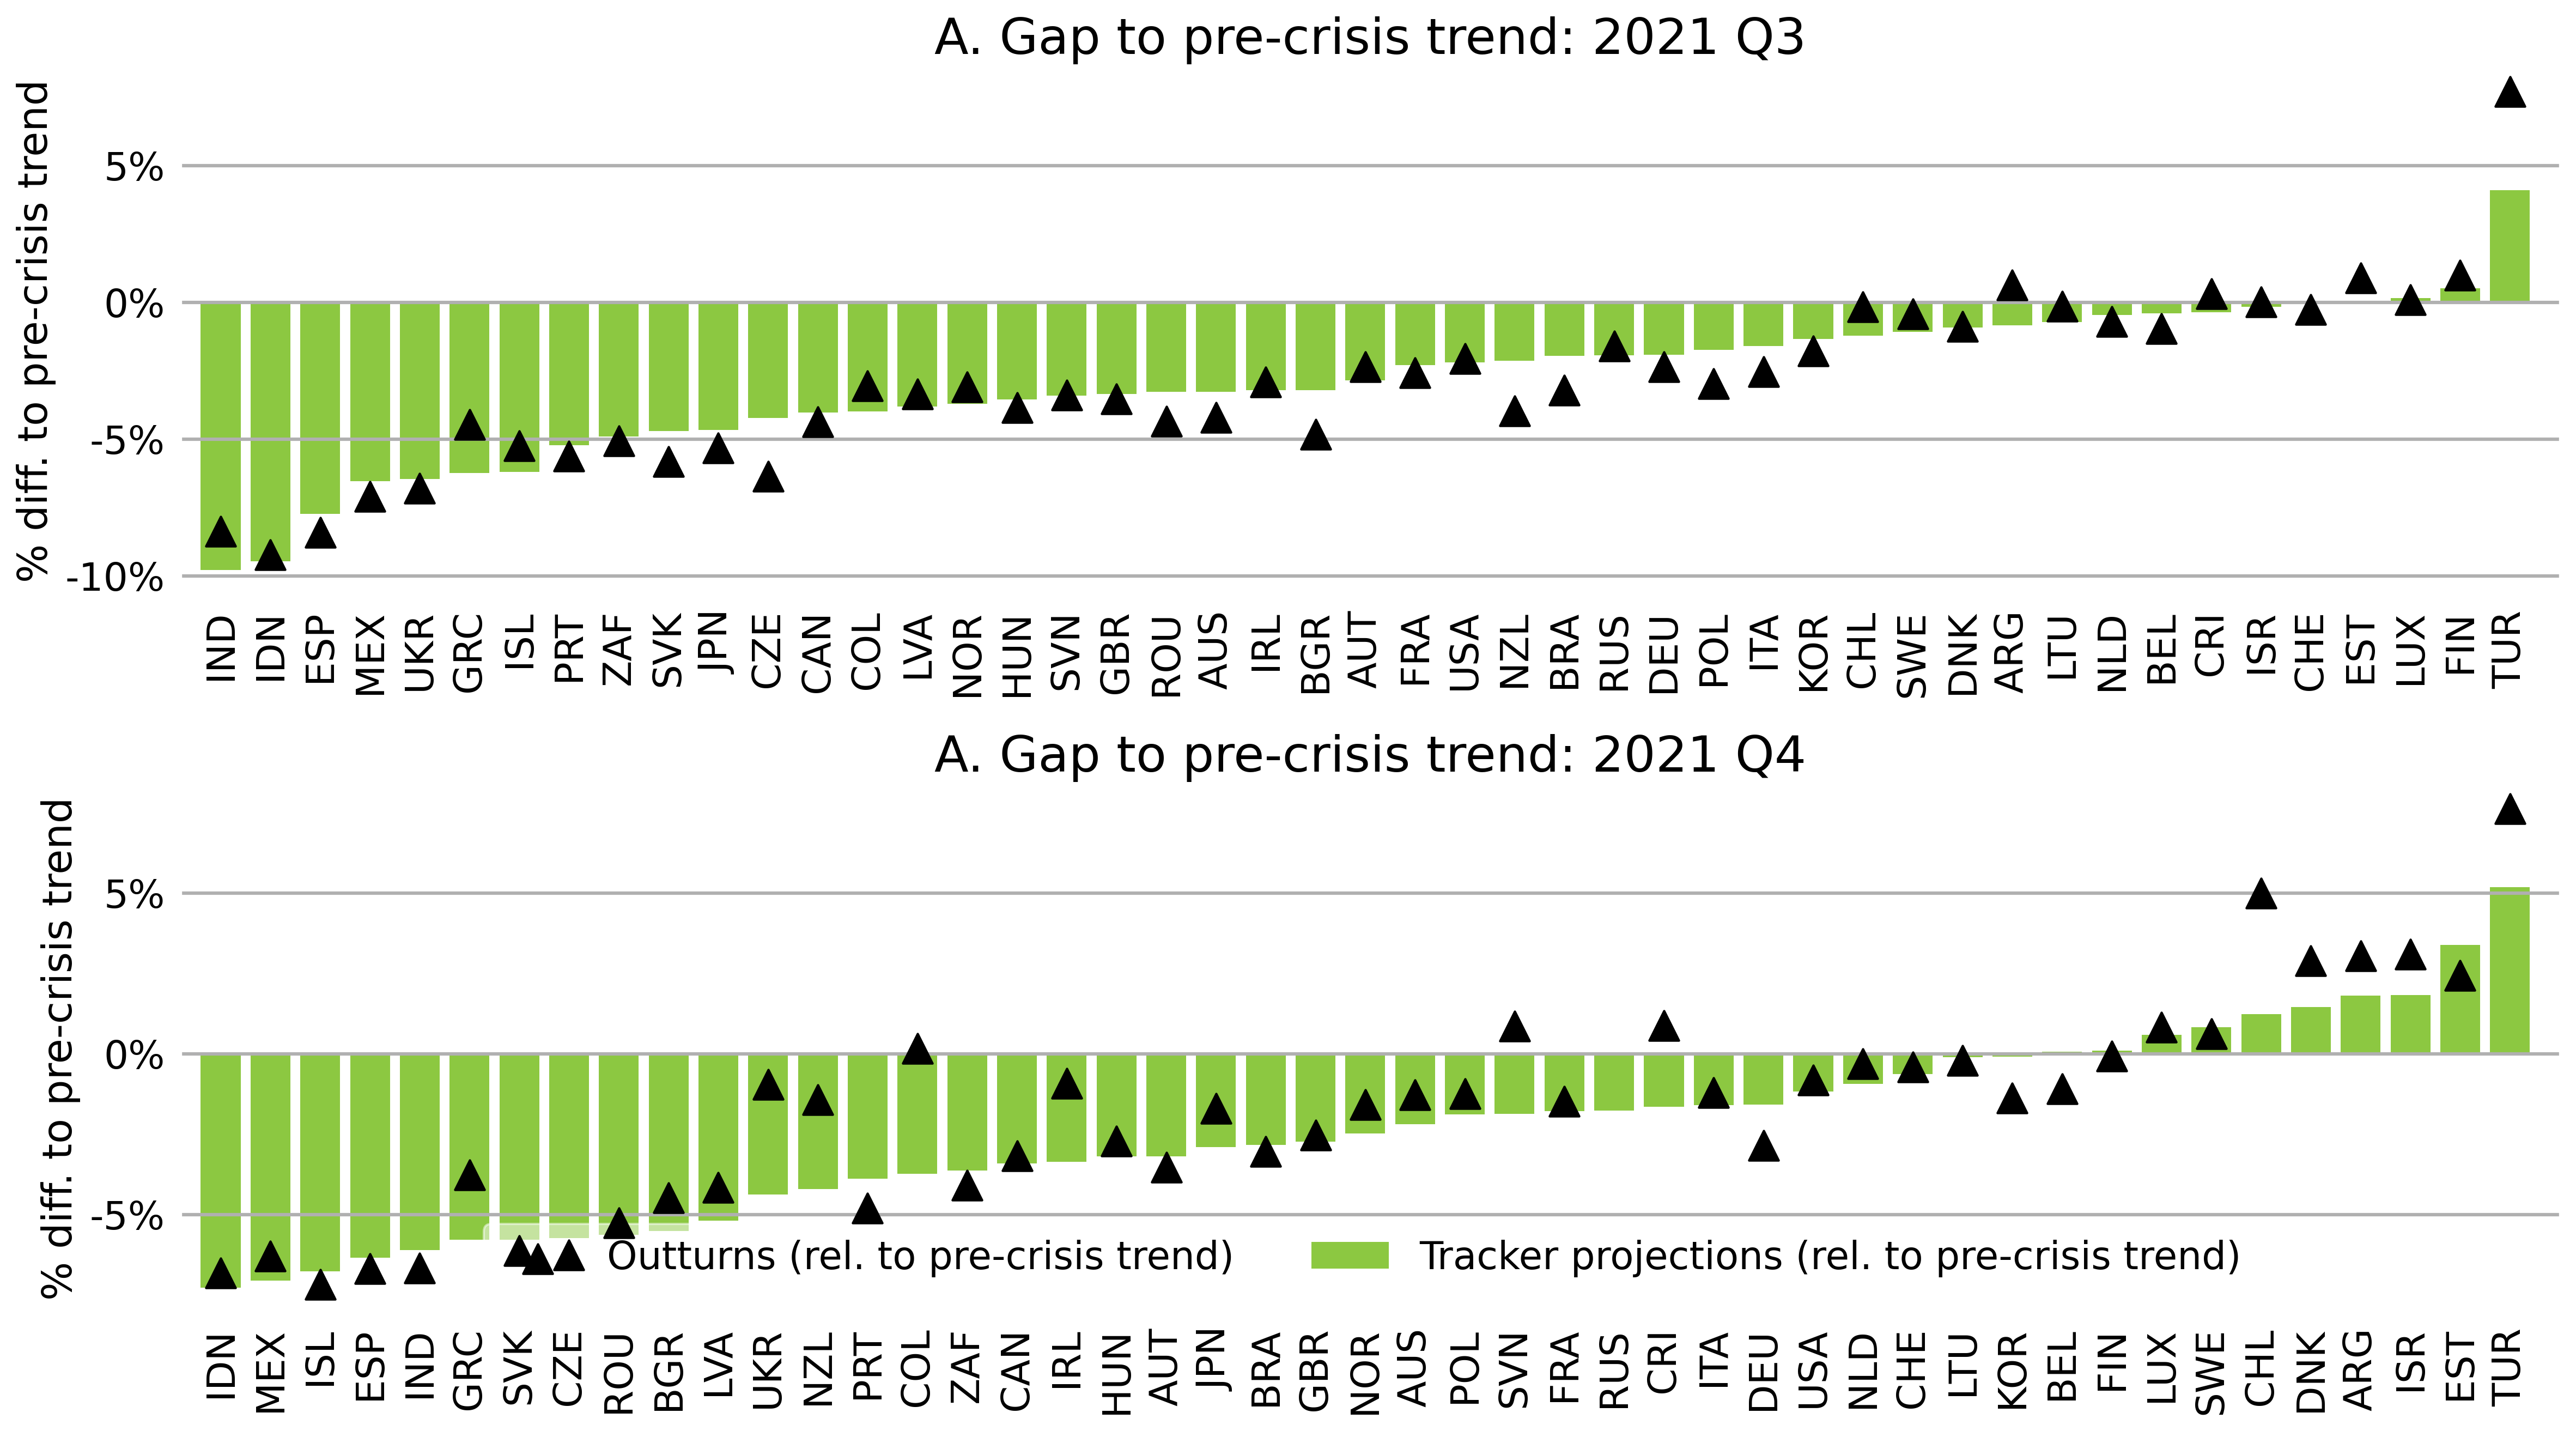 A. Gap to pre-crisis trend: 2021 Q3
% diff. to pre-crisis trend
5%
0%
-5%
-10%
IND IDN ESP MEX UKR GRC ISL PRT ZAF SVK JPN CZE CAN COL LVA NOR HUN SVN GBR ROU AUS IRL BGR AUT FRA USA NZL BRA RUS DEU POL ITA KOR CHL SWE DNK ARG LTU NLD BEL CRI ISR CHE EST LUX FIN TUR
A. Gap to pre-crisis trend: 2021 Q4
% diff. to pre-crisis trend
5%
0%
-5%
Outturns (rel. to pre-crisis trend) Tracker projections (rel. to pre-crisis trend)
IDN MEX ISL ESP IND GRC SVK CZE ROU BGR LVA UKR NZL PRT COL ZAF CAN IRL HUN AUT JPN BRA GBR NOR AUS POL SVN FRA RUS CRI ITA DEU USA NLD CHE LTU KOR BEL FIN LUX SWE CHL DNK ARG ISR EST TUR